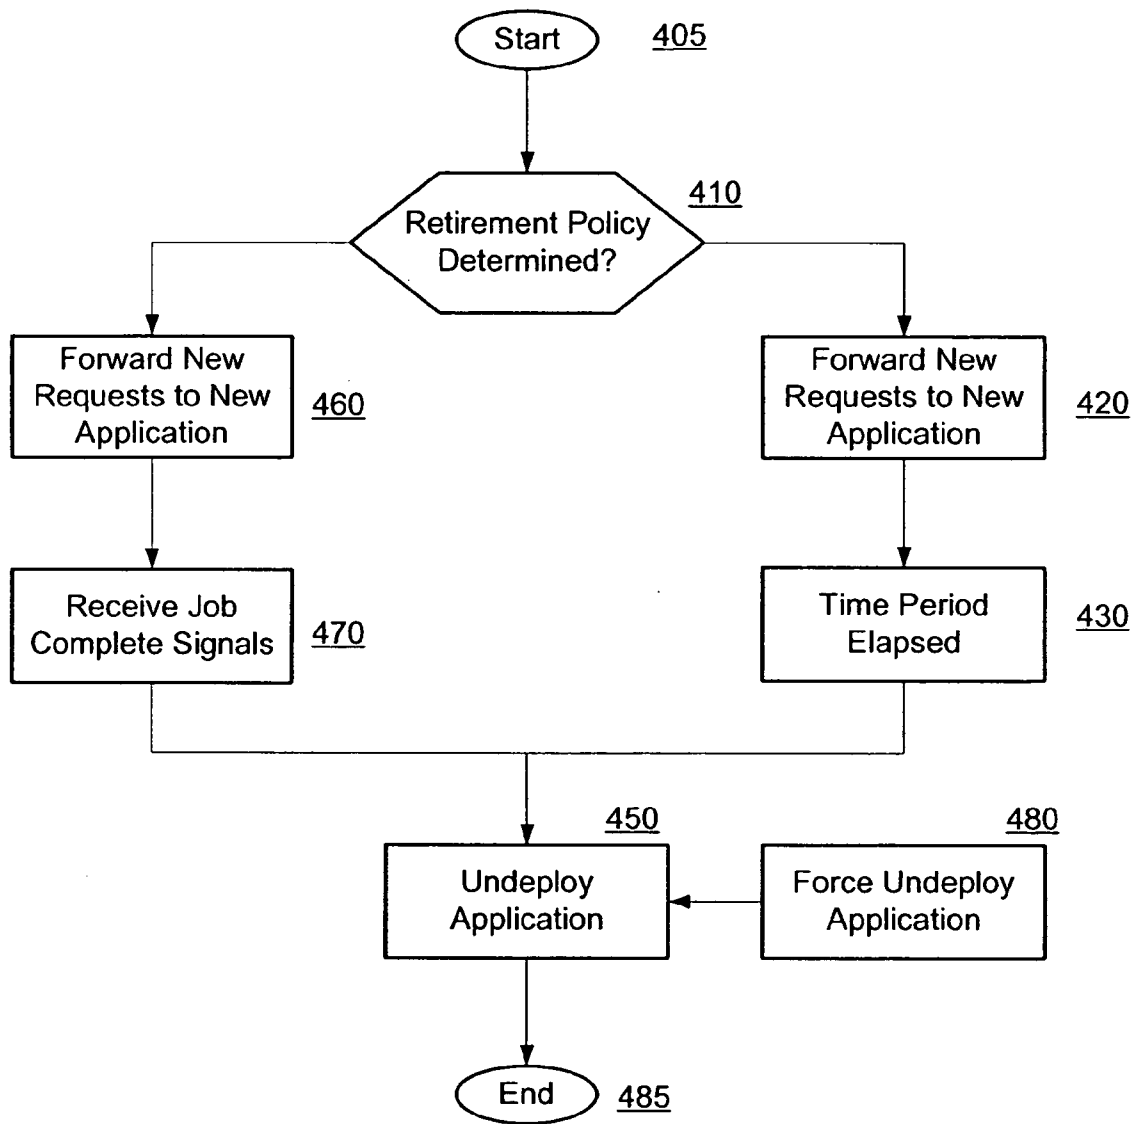 Start
405
410
Retirement Policy
Determined?
Forward New
Requests to New
Application
460
Forward New
Requests to New
Application
420
Receive Job
Complete Signals
470
Time Period
Elapsed
430
450
480
Undeploy
Application
Force Undeploy
Application
End
485